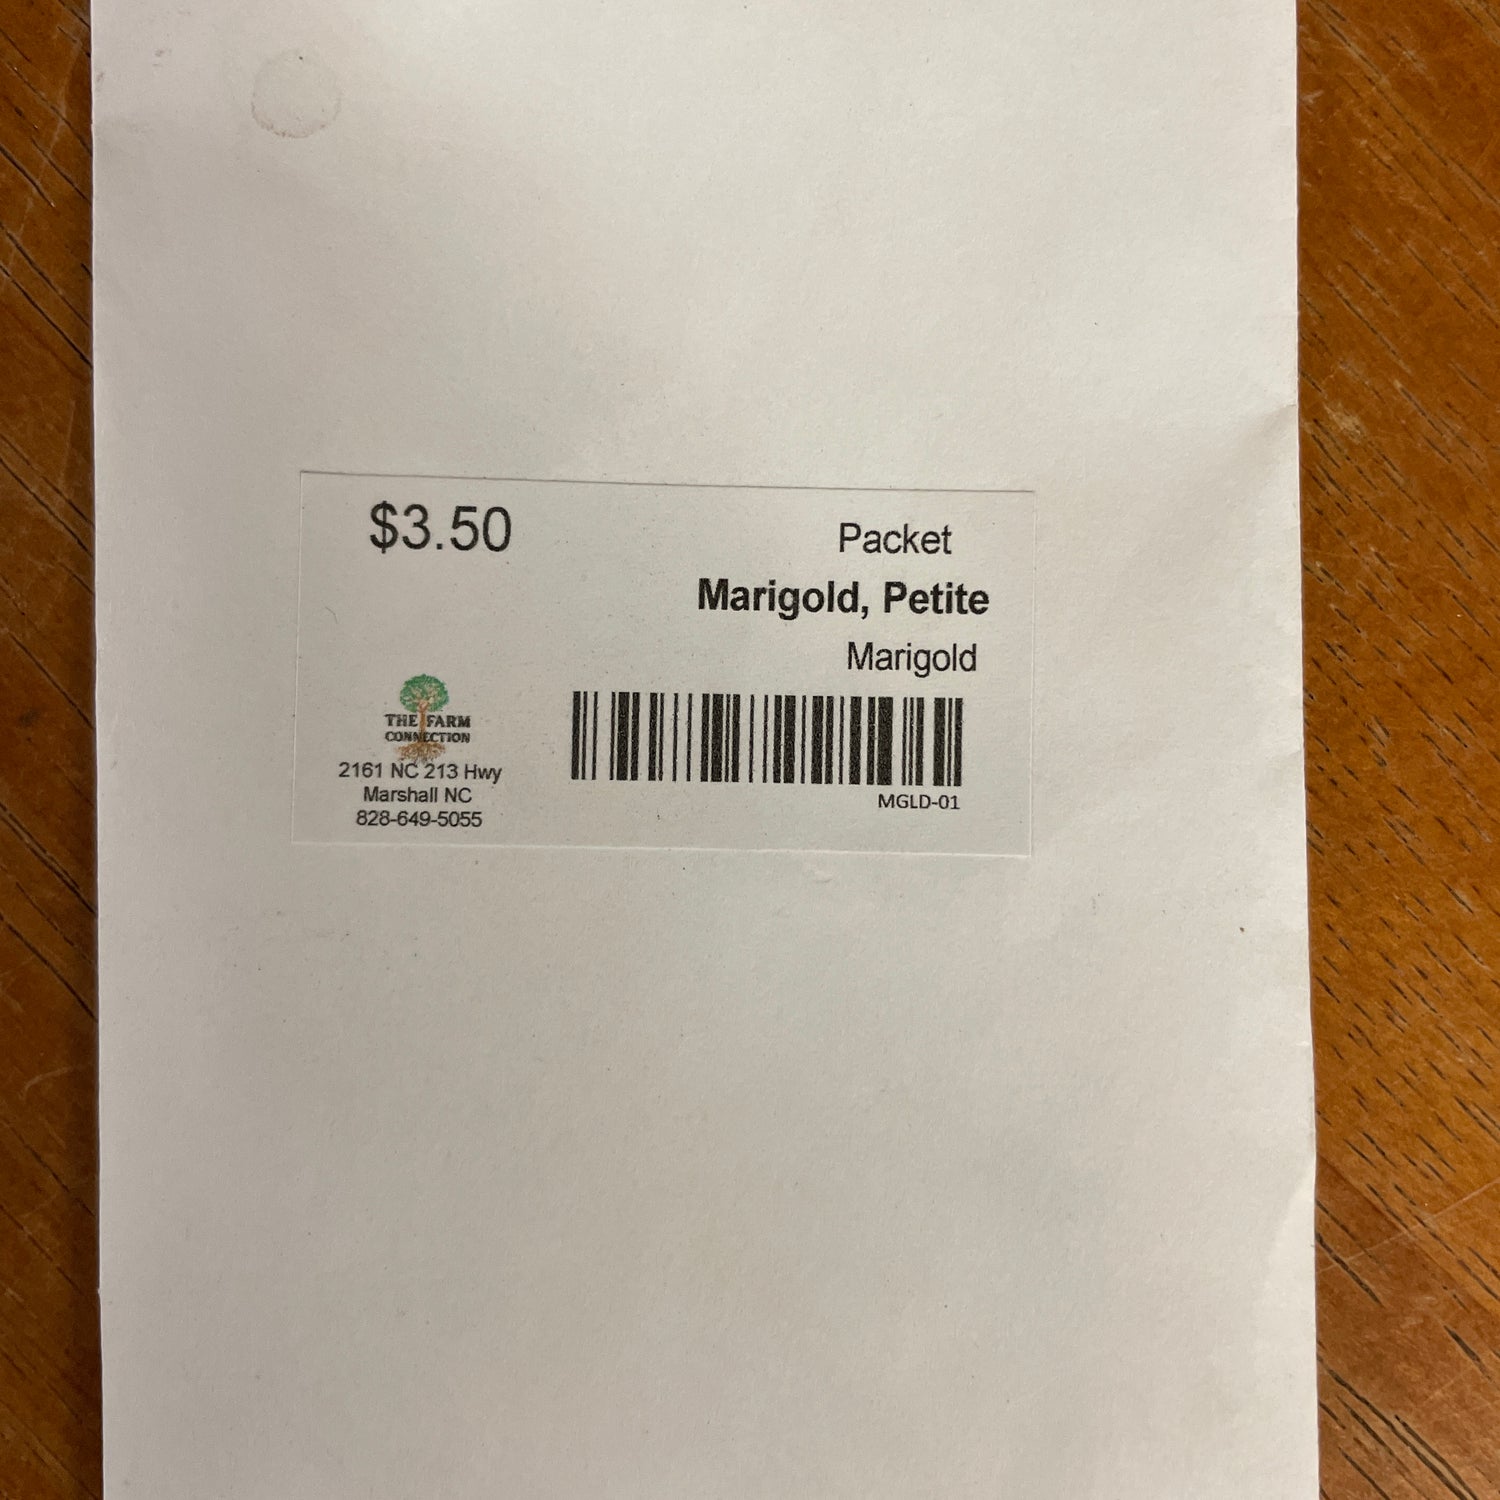 $3.50
Packet
Marigold, Petite
Marigold
THE FARM
CONNECTION
2161 NC 213 Hwy
Marshall NC
828-649-5055
MGLD-01